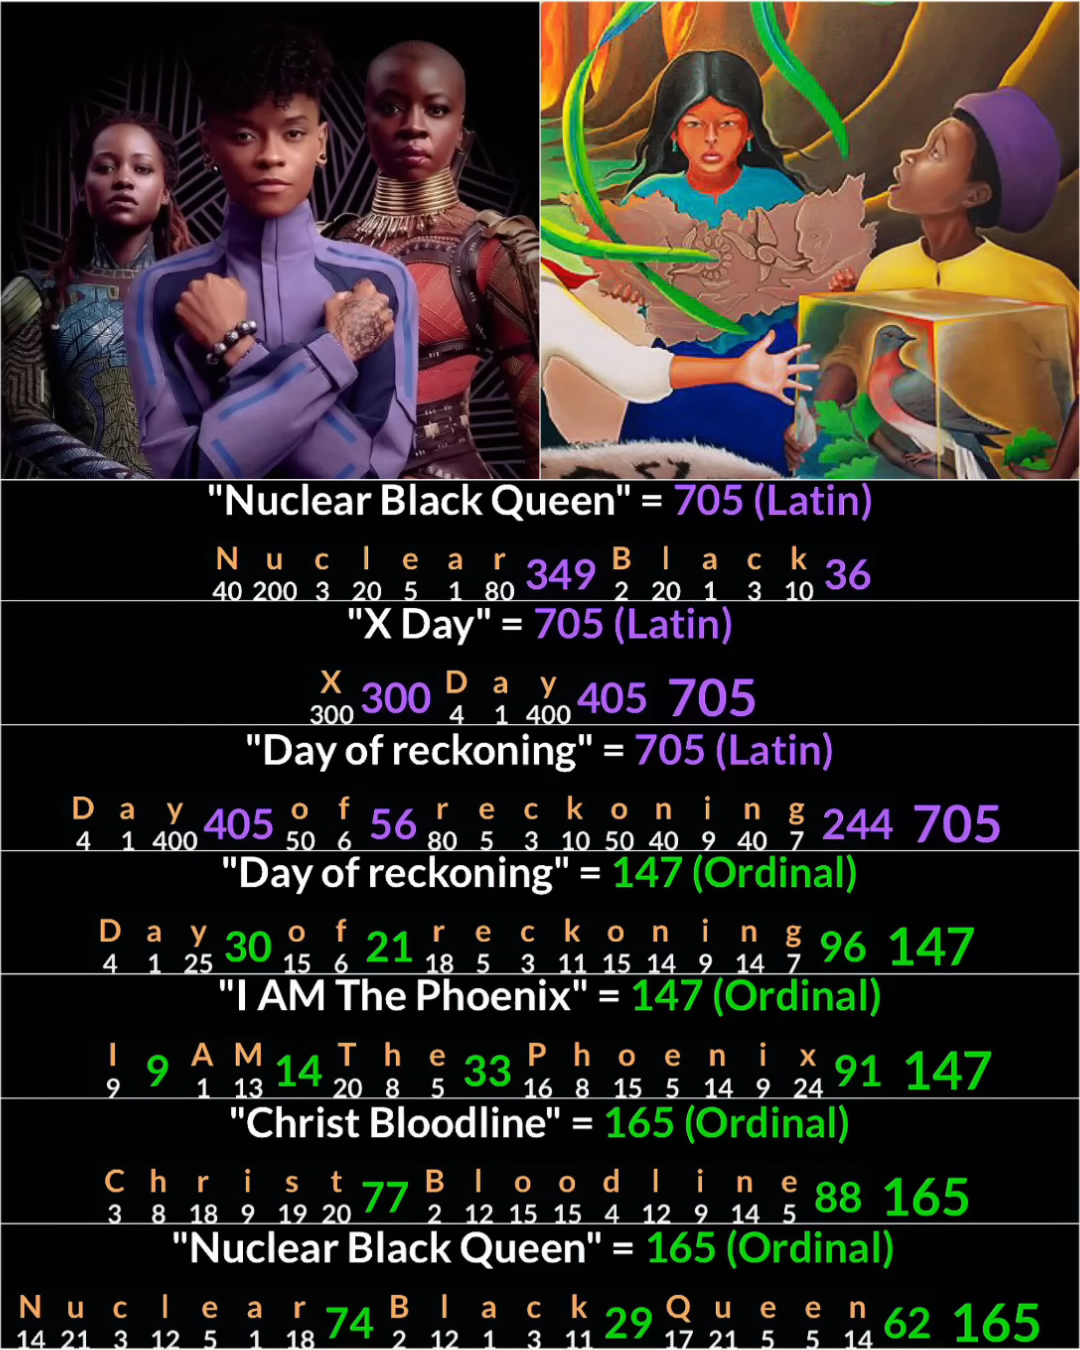 "Nuclear Black Queen" = 705 (Latin)
N u c l e a r 349 B l a c k 36
40 200 3 20 5 1 80 2 20 1 3 10
"X Day" = 705 (Latin)
X 300 D a y 405 705
300 4 1 400
"Day of reckoning" = 705 (Latin)
D a y 405 o f 56 r e c k o n i n g 244 705
4 1 400 50 6 80 5 3 10 50 40 9 40 7
"Day of reckoning" = 147 (Ordinal)
D a y 30 o f 21 r e c k o n i n g 96 147
4 1 25 15 6 18 5 3 11 15 14 9 14 7
"I AM The Phoenix" = 147 (Ordinal)
I 9 A M 14 T h e 33 P h o e n i x 91 147
9 1 13 20 8 5 16 8 15 5 14 9 24
"Christ Bloodline" = 165 (Ordinal)
C h r i s t 77 B l o o d l i n e 88 165
3 8 18 9 19 20 2 12 15 15 4 12 9 14 5
"Nuclear Black Queen" = 165 (Ordinal)
N u c l e a r 74 B l a c k 29 Q u e e n 62 165
14 21 3 12 5 1 18 2 12 1 3 11 17 21 5 5 14